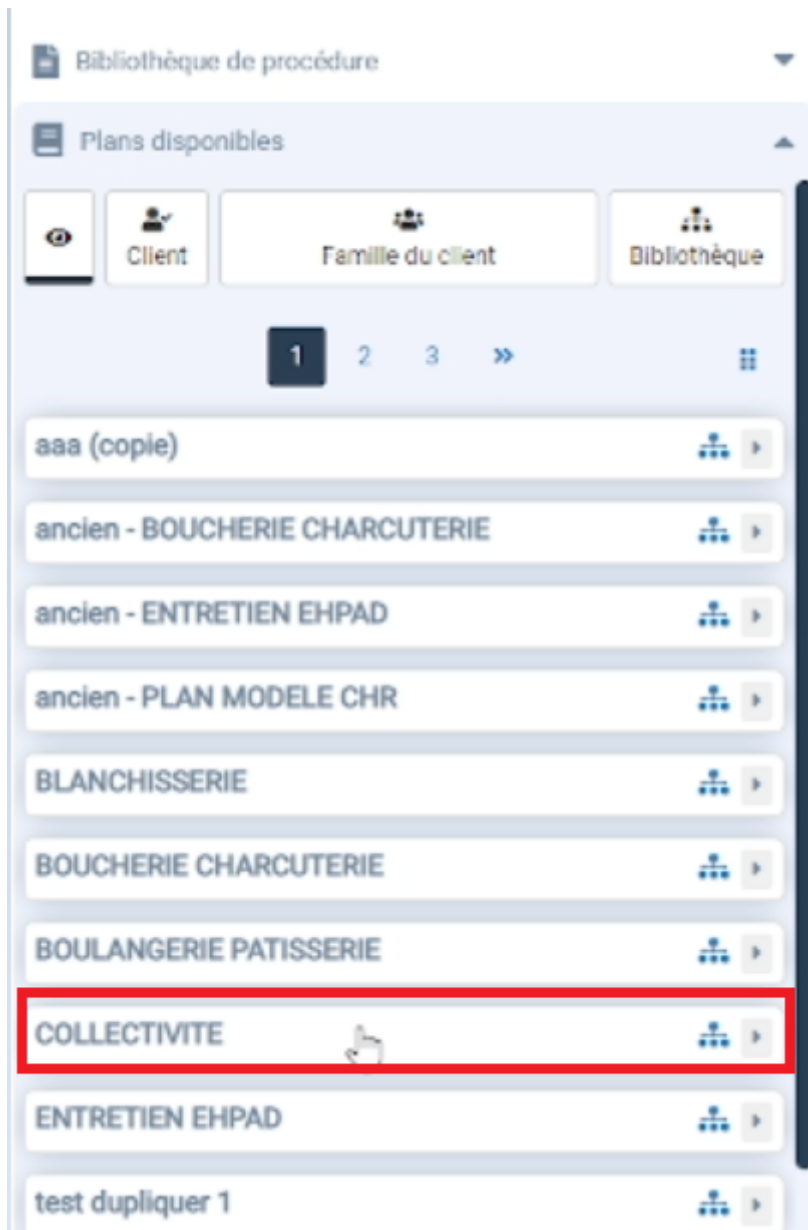 Bibliothèque de procédure
Plans disponibles
Client
Famille du client
Bibliothèque
1 2 3 »
aaa (copie)
ancien - BOUCHERIE CHARCUTERIE
ancien - ENTRETIEN EHPAD
ancien - PLAN MODELE CHR
BLANCHISSERIE
BOUCHERIE CHARCUTERIE
BOULANGERIE PATISSERIE
COLLECTIVITE
ENTRETIEN EHPAD
test dupliquer 1